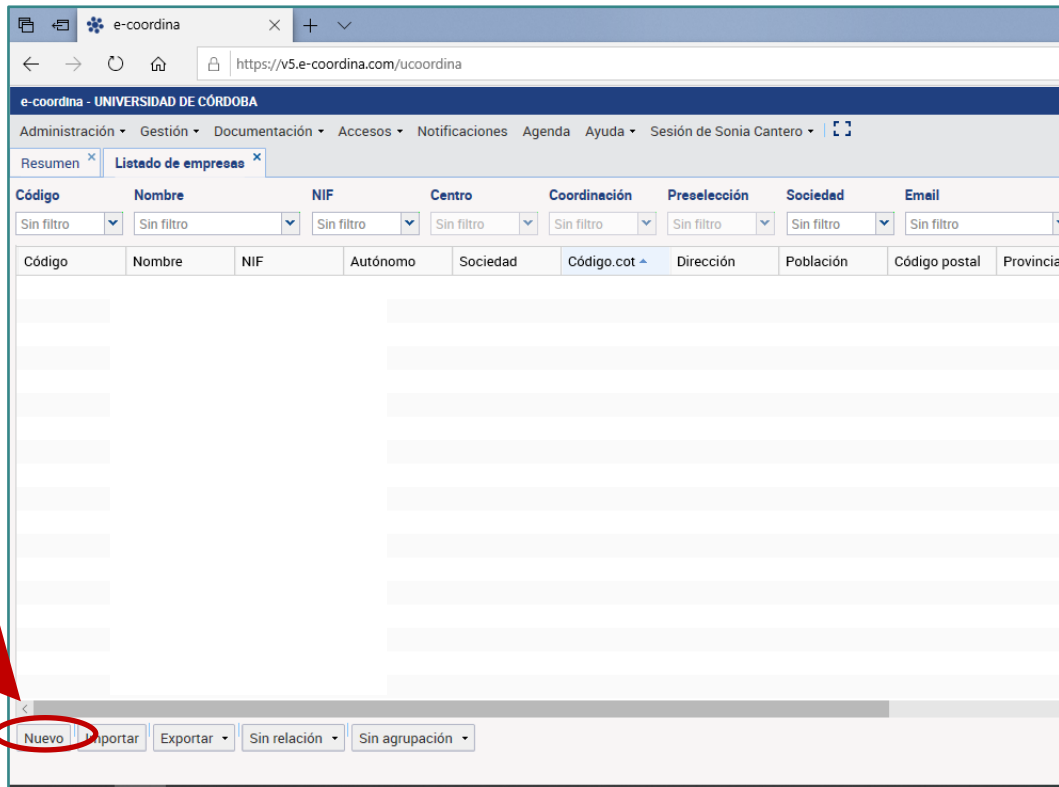 e-coordina
https://v5.e-coordina.com/ucoordina
e-coordina - UNIVERSIDAD DE CÓRDOBA
Administración Gestión Documentación Accesos Notificaciones Agenda Ayuda Sesión de Sonia Cantero
Resumen Listado de empresas
Código Nombre NIF Centro Coordinación Preselección Sociedad Email
Sin filtro Sin filtro Sin filtro Sin filtro Sin filtro Sin filtro Sin filtro Sin filtro
Código Nombre NIF Autónomo Sociedad Código.cot Dirección Población Código postal Provincia
Nuevo Importar Exportar Sin relación Sin agrupación